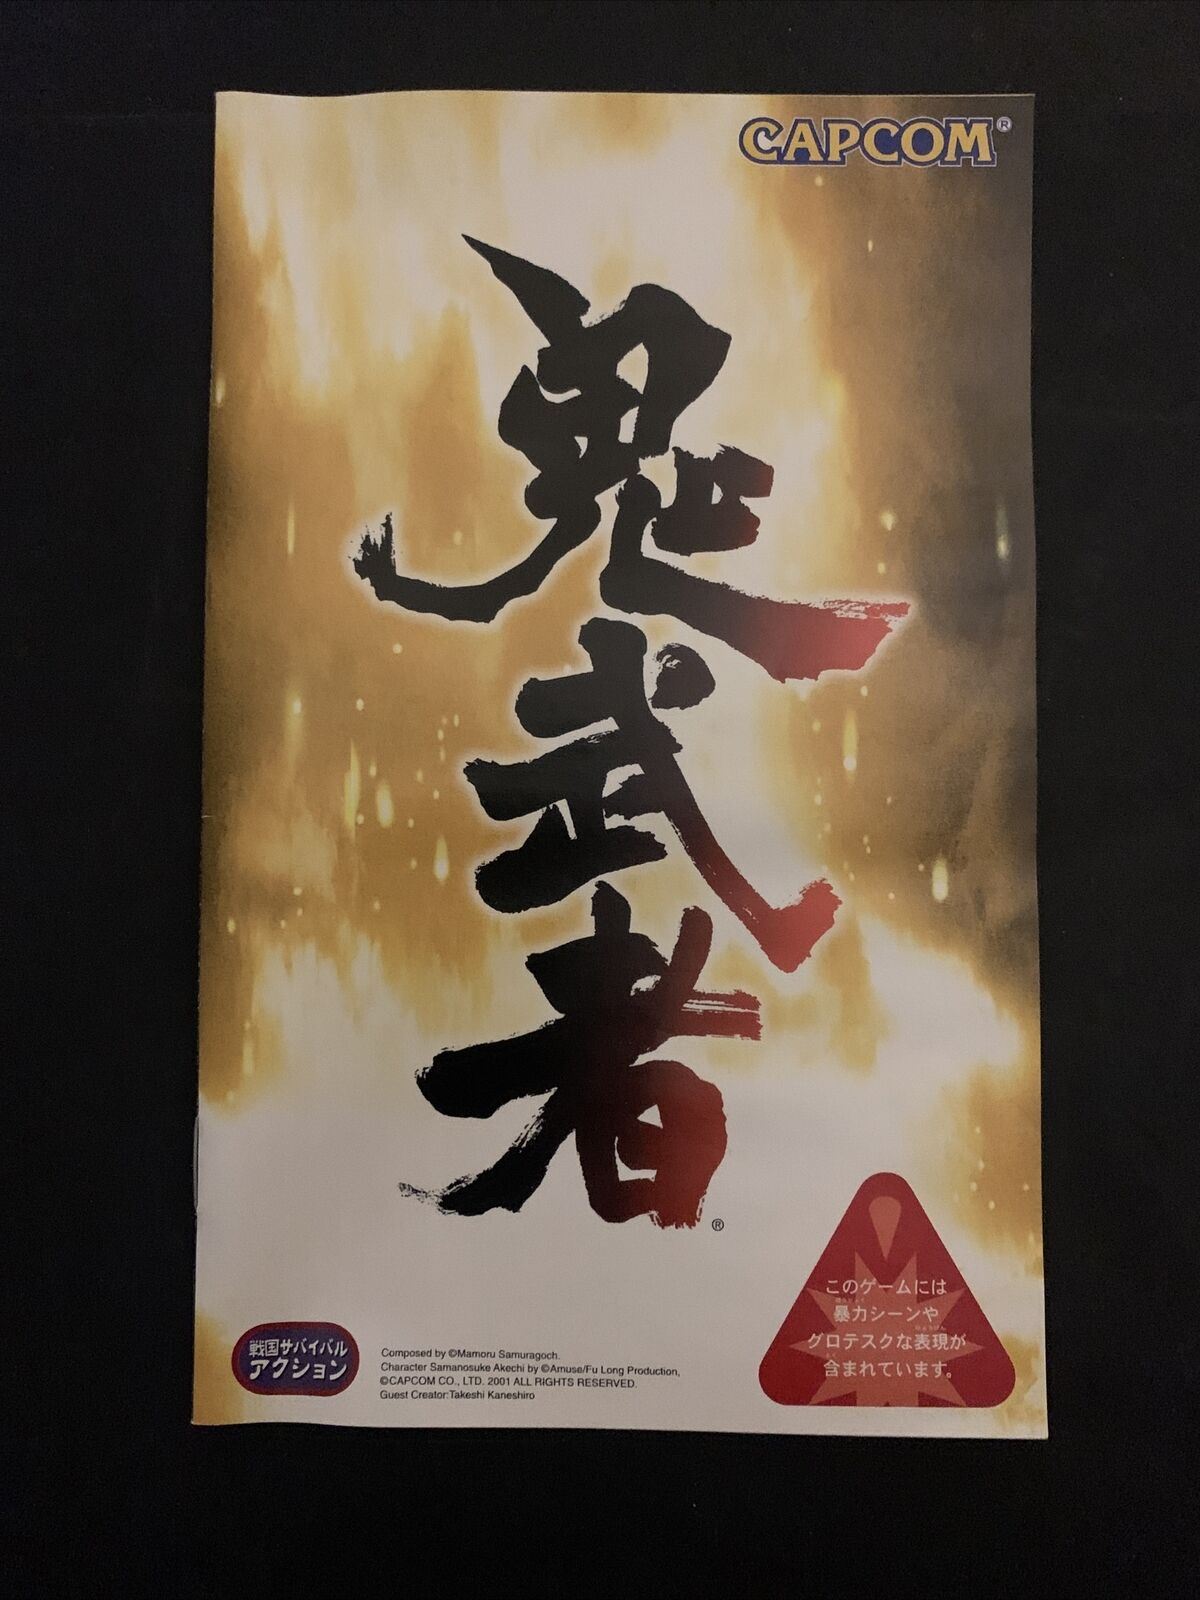 CAPCOM®
鬼武者®
このゲームには
暴力シーンや
グロテスクな表現が
含まれています。
戦国サバイバル
アクション
Composed by ©Mamoru Samuragoch.
Character Samanosuke Akechi by ©Amuse/Fu Long Production,
©CAPCOM CO., LTD. 2001 ALL RIGHTS RESERVED.
Guest Creator:Takeshi Kaneshiro